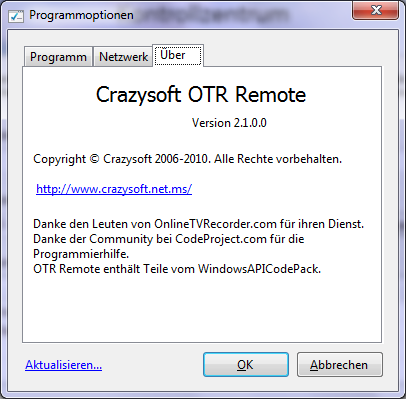 Programmoptionen
Programm Netzwerk Über
Crazysoft OTR Remote
Version 2.1.0.0
Copyright © Crazysoft 2006-2010. Alle Rechte vorbehalten.
http://www.crazysoft.net.ms/
Danke den Leuten von OnlineTVRecorder.com für ihren Dienst.
Danke der Community bei CodeProject.com für die
Programmierhilfe.
OTR Remote enthält Teile vom WindowsAPICodePack.
Aktualisieren... OK Abbrechen